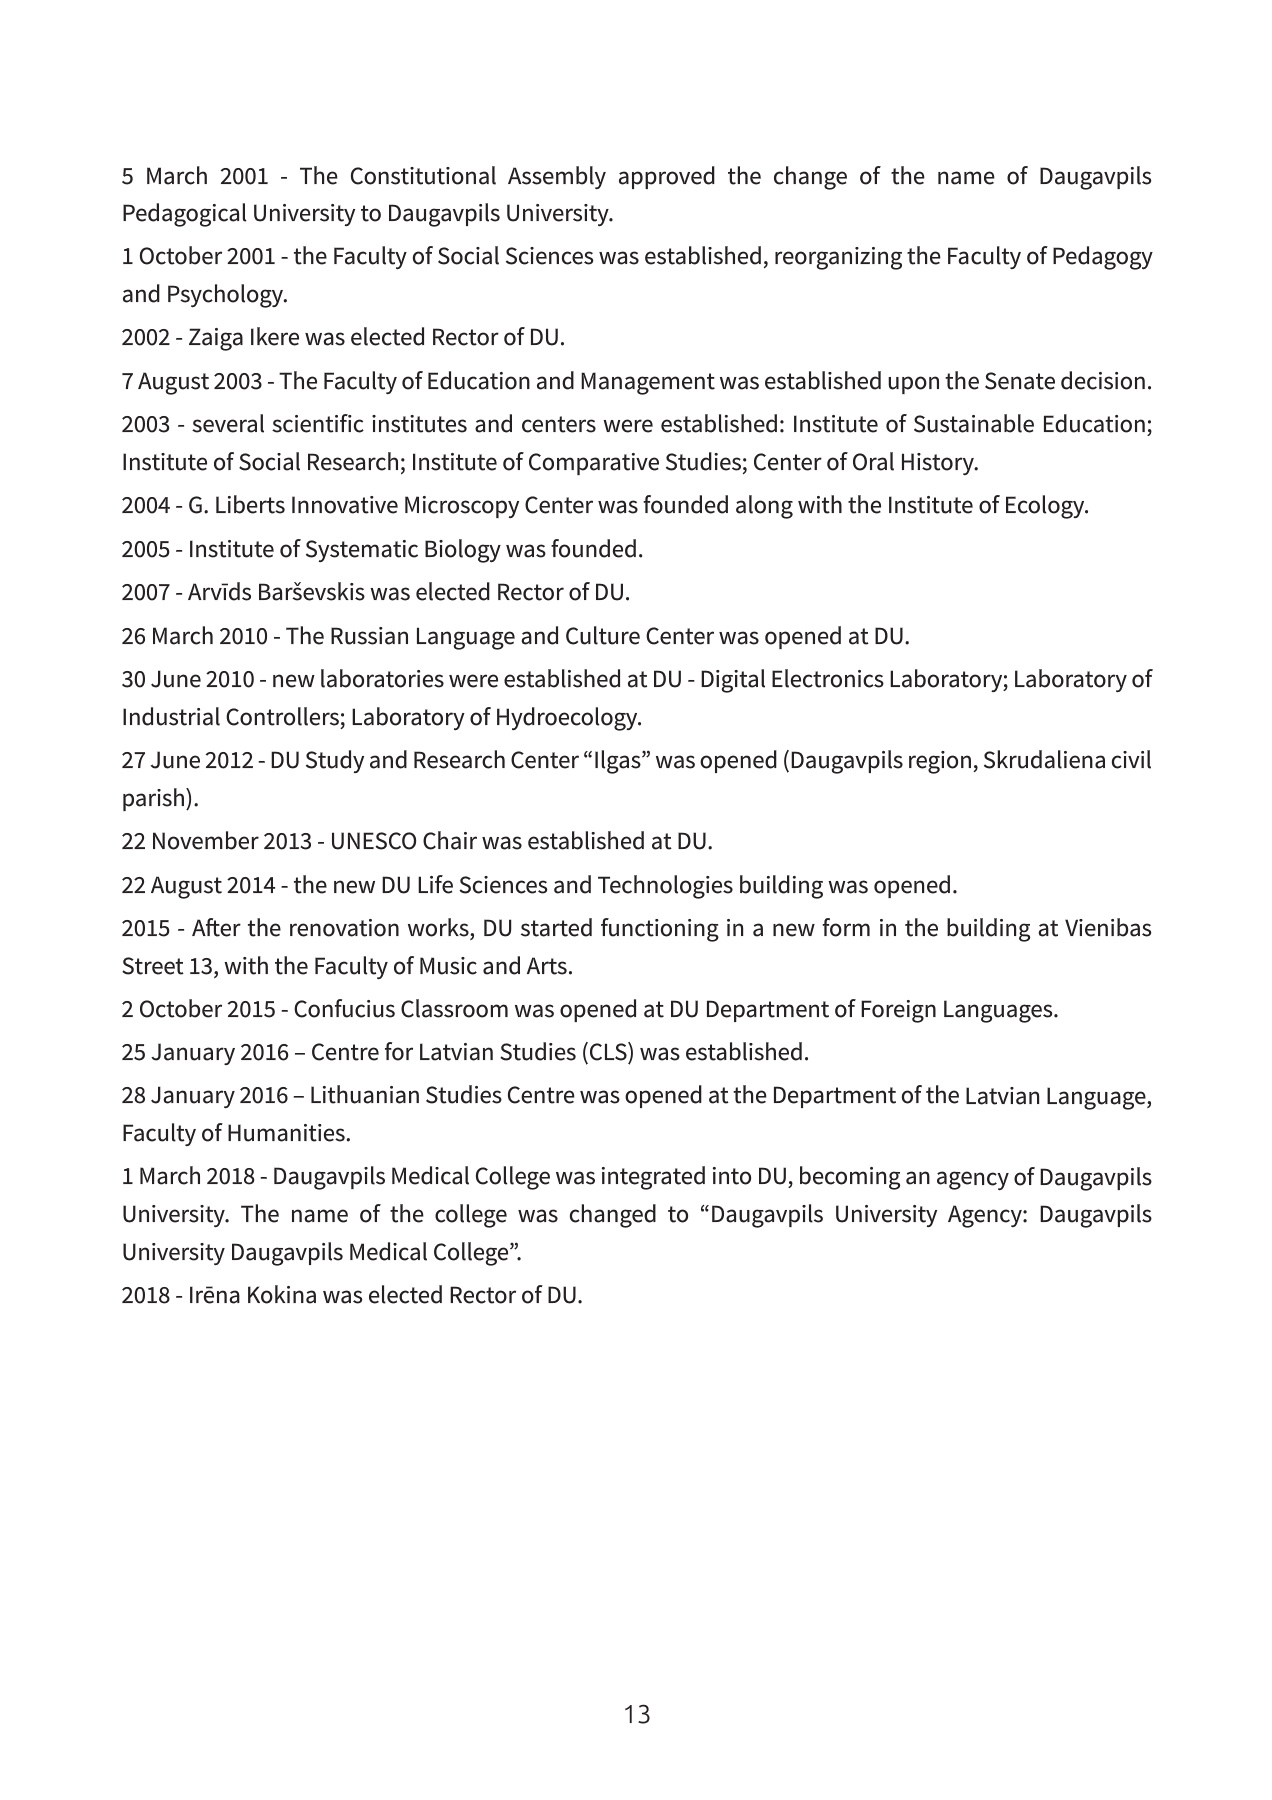 5 March 2001 - The Constitutional Assembly approved the change of the name of Daugavpils
Pedagogical University to Daugavpils University.
1 October 2001 - the Faculty of Social Sciences was established, reorganizing the Faculty of Pedagogy
and Psychology.
2002 - Zaiga Ikere was elected Rector of DU.
7 August 2003 - The Faculty of Education and Management was established upon the Senate decision.
2003 - several scientific institutes and centers were established: Institute of Sustainable Education;
Institute of Social Research; Institute of Comparative Studies; Center of Oral History.
2004 - G. Liberts Innovative Microscopy Center was founded along with the Institute of Ecology.
2005 - Institute of Systematic Biology was founded.
2007 - Arvīds Barševskis was elected Rector of DU.
26 March 2010 - The Russian Language and Culture Center was opened at DU.
30 June 2010 - new laboratories were established at DU - Digital Electronics Laboratory; Laboratory of
Industrial Controllers; Laboratory of Hydroecology.
27 June 2012 - DU Study and Research Center “Ilgas” was opened (Daugavpils region, Skrudaliena civil
parish).
22 November 2013 - UNESCO Chair was established at DU.
22 August 2014 - the new DU Life Sciences and Technologies building was opened.
2015 - After the renovation works, DU started functioning in a new form in the building at Vienibas
Street 13, with the Faculty of Music and Arts.
2 October 2015 - Confucius Classroom was opened at DU Department of Foreign Languages.
25 January 2016 – Centre for Latvian Studies (CLS) was established.
28 January 2016 – Lithuanian Studies Centre was opened at the Department of the Latvian Language,
Faculty of Humanities.
1 March 2018 - Daugavpils Medical College was integrated into DU, becoming an agency of Daugavpils
University. The name of the college was changed to “Daugavpils University Agency: Daugavpils
University Daugavpils Medical College”.
2018 - Irēna Kokina was elected Rector of DU.
13